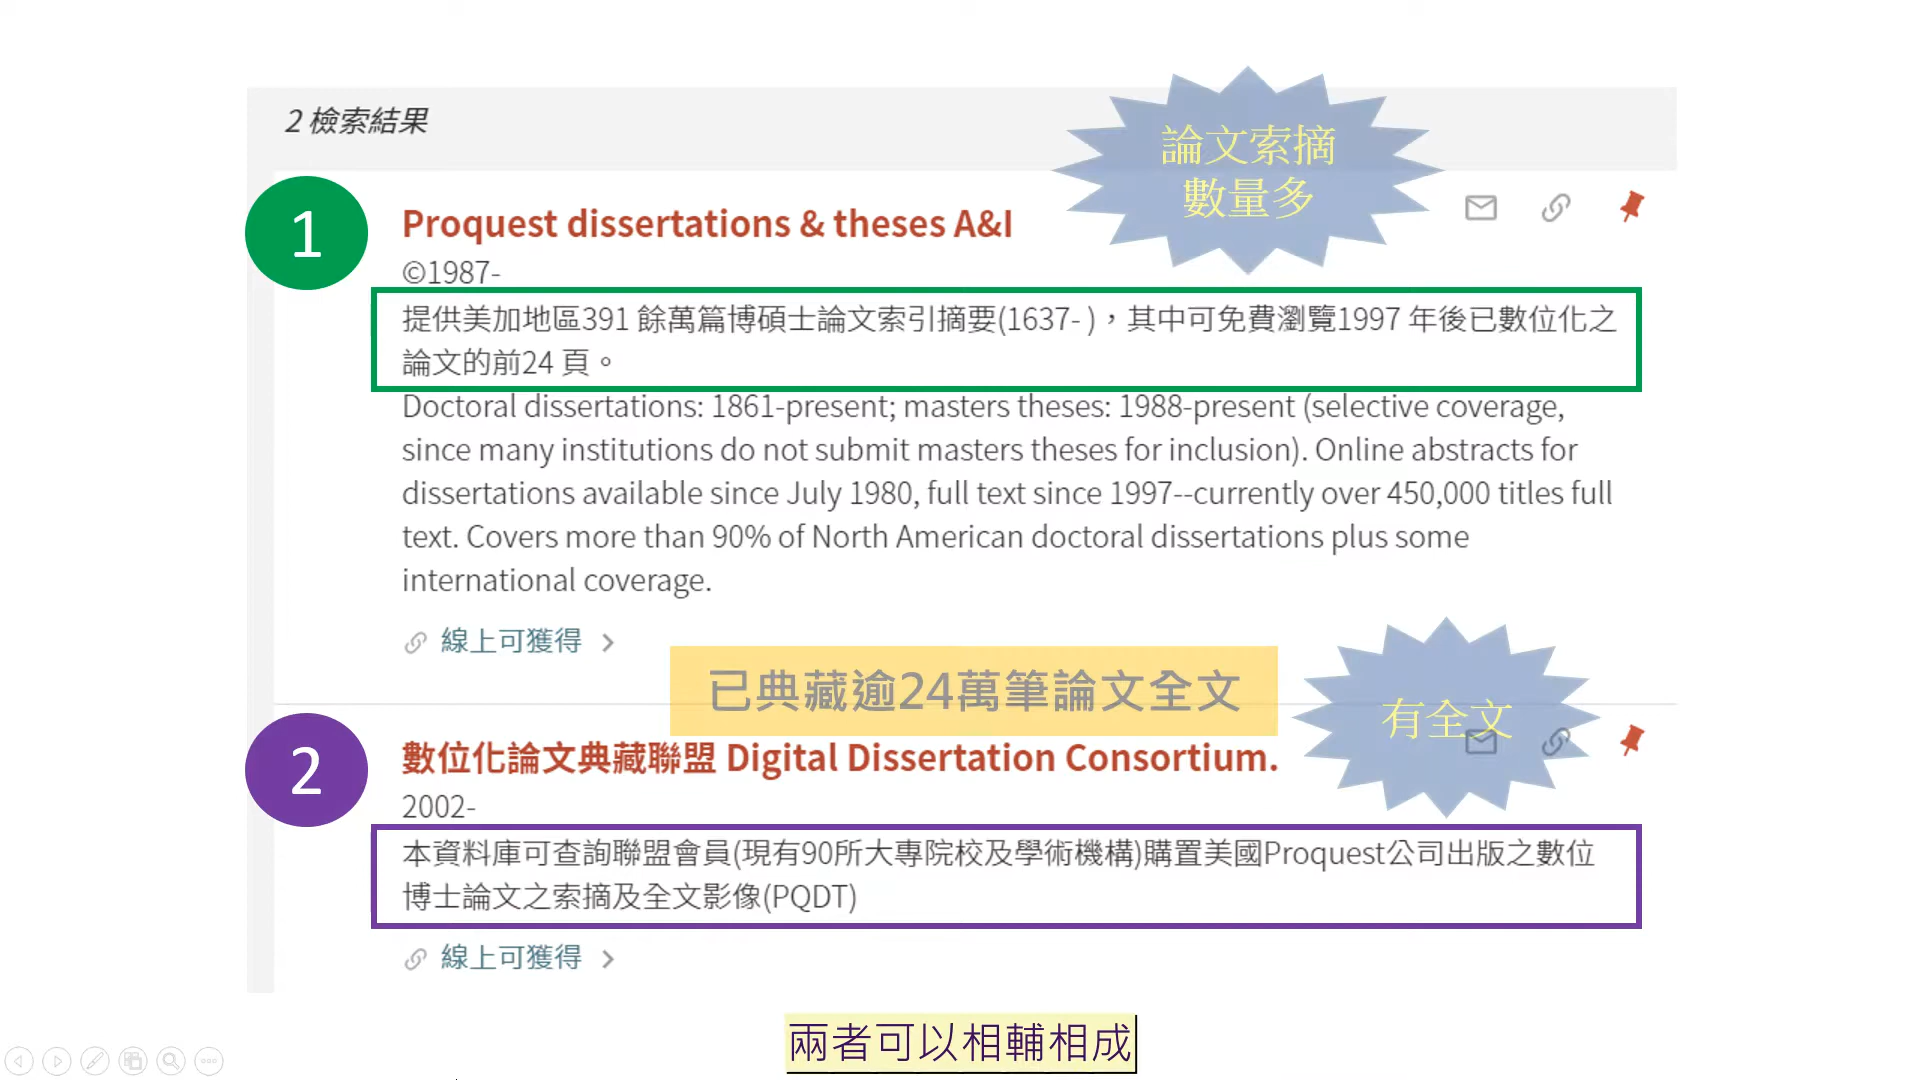 2 檢索結果
論文索摘
數量多
1
Proquest dissertations & theses A&I
©1987-
提供美加地區391 餘萬篇博碩士論文索引摘要(1637- )，其中可免費瀏覽1997 年後已數位化之
論文的前24 頁。
Doctoral dissertations: 1861-present; masters theses: 1988-present (selective coverage,
since many institutions do not submit masters theses for inclusion). Online abstracts for
dissertations available since July 1980, full text since 1997--currently over 450,000 titles full
text. Covers more than 90% of North American doctoral dissertations plus some
international coverage.
線上可獲得
已典藏逾24萬筆論文全文
有全文
2
數位化論文典藏聯盟 Digital Dissertation Consortium.
2002-
本資料庫可查詢聯盟會員(現有90所大專院校及學術機構)購置美國Proquest公司出版之數位
博士論文之索摘及全文影像(PQDT)
線上可獲得
兩者可以相輔相成